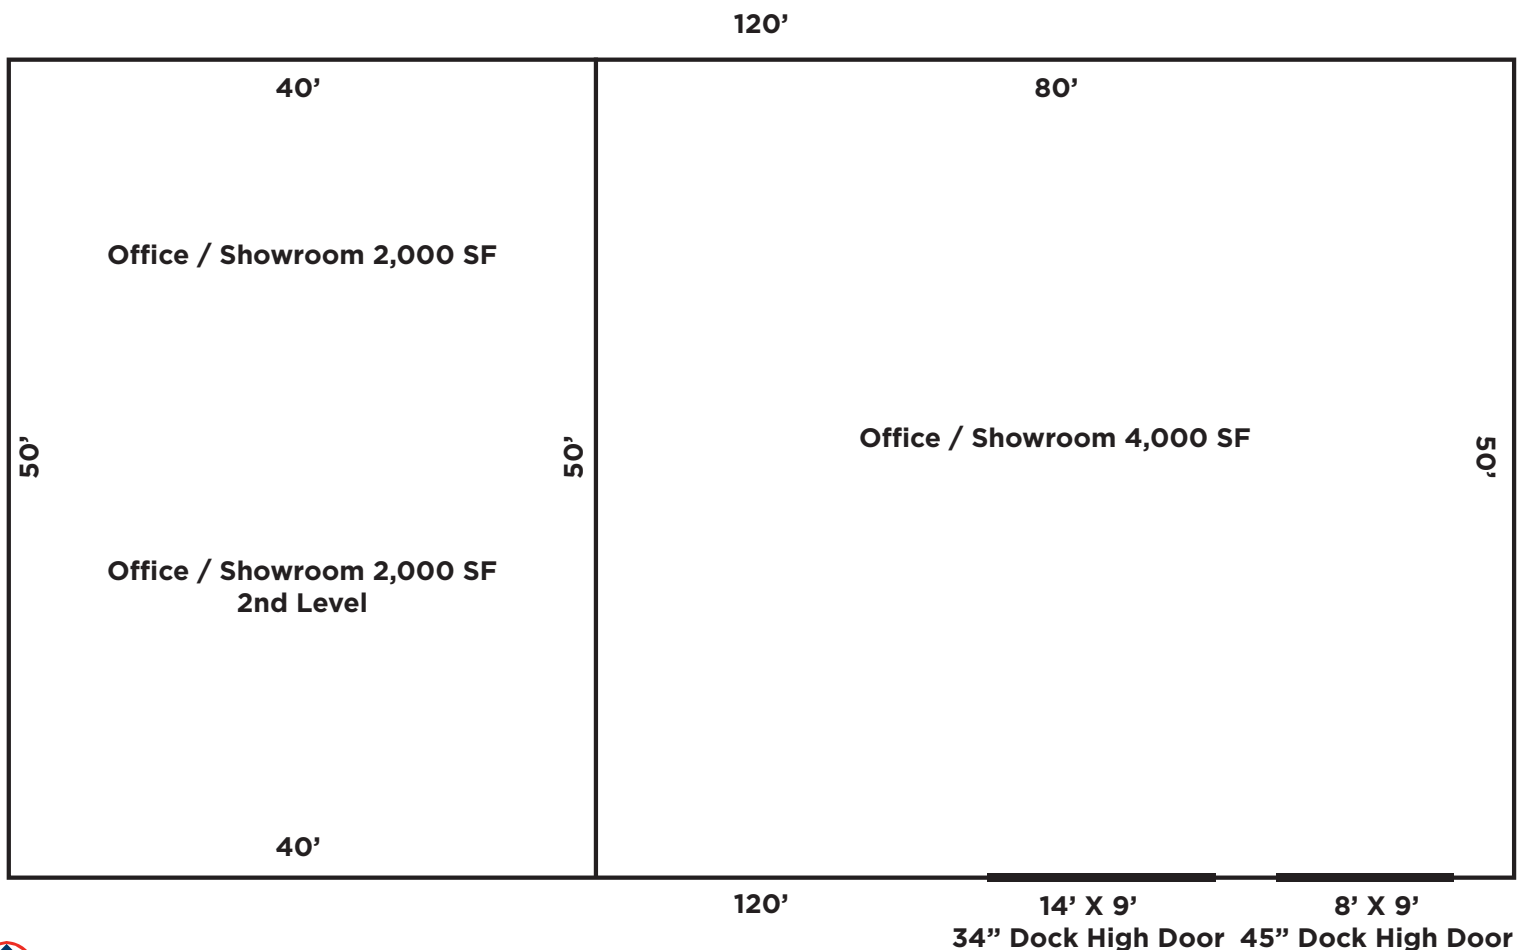 120’
40’
80’
Office / Showroom 2,000 SF
Office / Showroom 4,000 SF
50’
50’
50’
Office / Showroom 2,000 SF
2nd Level
40’
120’
14’ X 9’
34” Dock High Door
8’ X 9’
45” Dock High Door